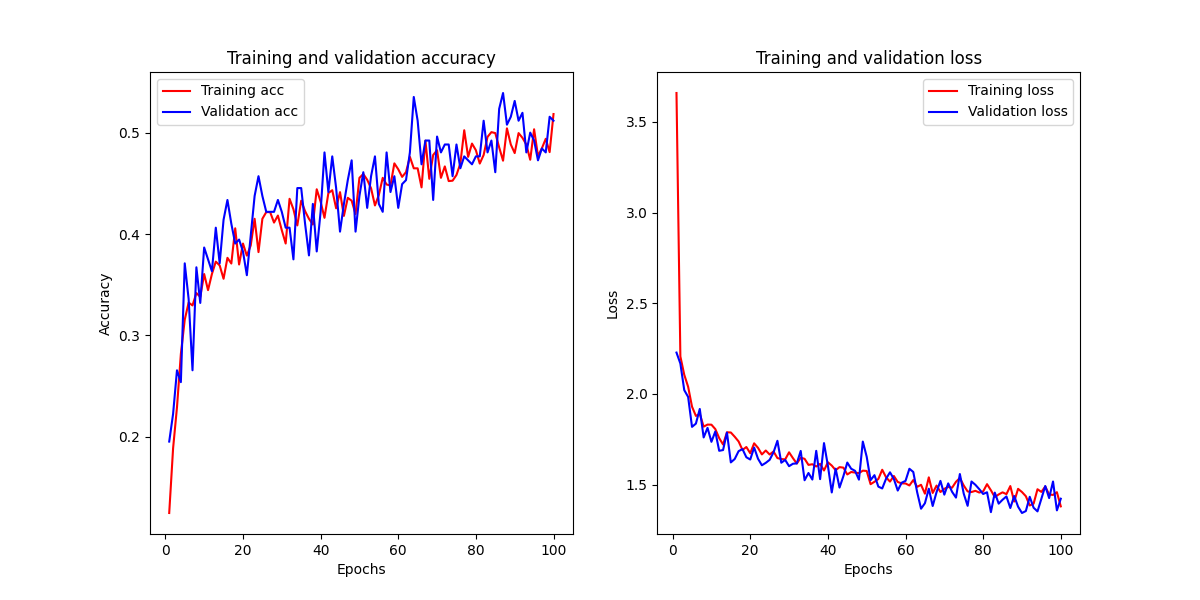 Training and validation accuracy
Training acc
Validation acc
0.5
0.4
0.3
0.2
Accuracy
0 20 40 60 80 100
Epochs
Training and validation loss
Training loss
Validation loss
3.5
3.0
2.5
2.0
1.5
Loss
0 20 40 60 80 100
Epochs